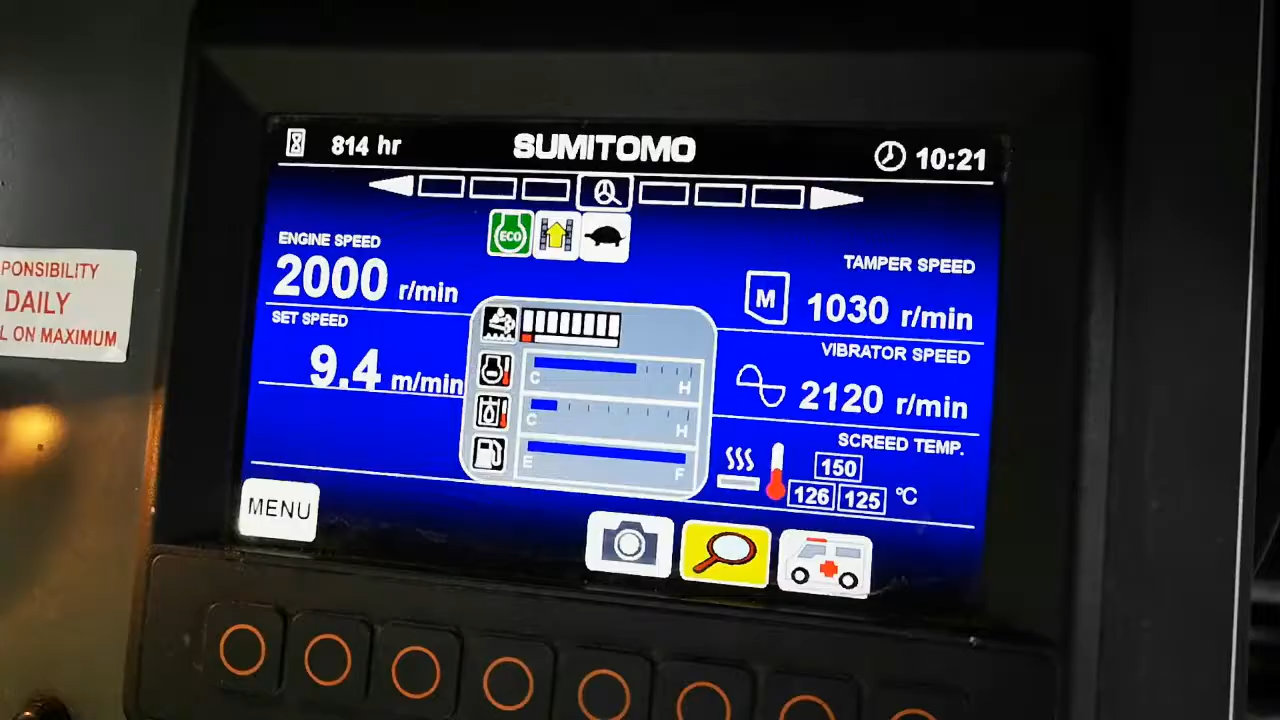 814 hr
SUMITOMO
10:21
ECO
ENGINE SPEED
2000 r/min
SET SPEED
9.4 m/min
TAMPER SPEED
M 1030 r/min
VIBRATOR SPEED
2120 r/min
SCREED TEMP.
150
126 125 °C
C H
C H
E F
MENU
PONSIBILITY
DAILY
L ON MAXIMUM